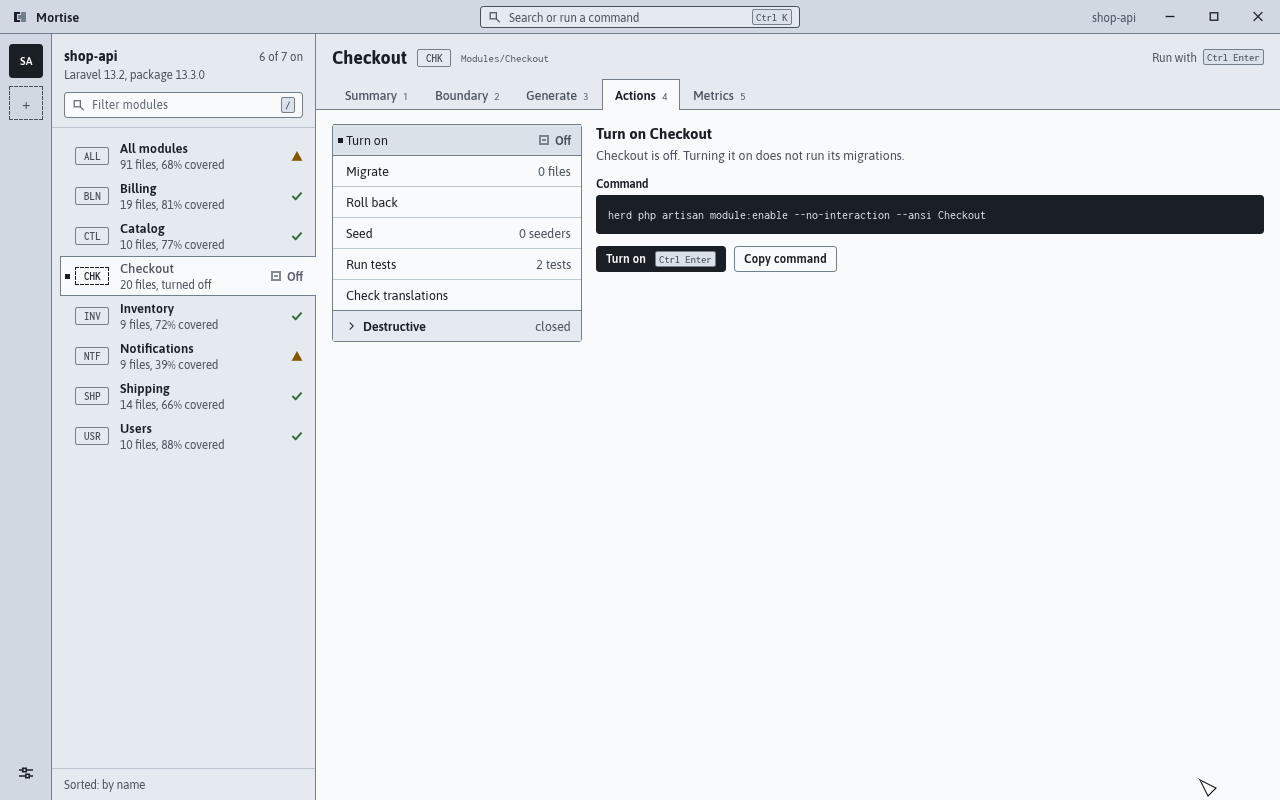 Mortise
Search or run a command
Ctrl K
shop-api
SA
shop-api
6 of 7 on
Laravel 13.2, package 13.3.0
Filter modules
/
+
ALL
All modules
91 files, 68% covered
BLN
Billing
19 files, 81% covered
CTL
Catalog
10 files, 77% covered
CHK
Checkout
20 files, turned off
Off
INV
Inventory
9 files, 72% covered
NTF
Notifications
9 files, 39% covered
SHP
Shipping
14 files, 66% covered
USR
Users
10 files, 88% covered
Sorted: by name
Checkout
CHK
Modules/Checkout
Run with
Ctrl Enter
Summary 1
Boundary 2
Generate 3
Actions 4
Metrics 5
Turn on
Off
Migrate
0 files
Roll back
Seed
0 seeders
Run tests
2 tests
Check translations
Destructive
closed
Turn on Checkout
Checkout is off. Turning it on does not run its migrations.
Command
herd php artisan module:enable --no-interaction --ansi Checkout
Turn on
Ctrl Enter
Copy command